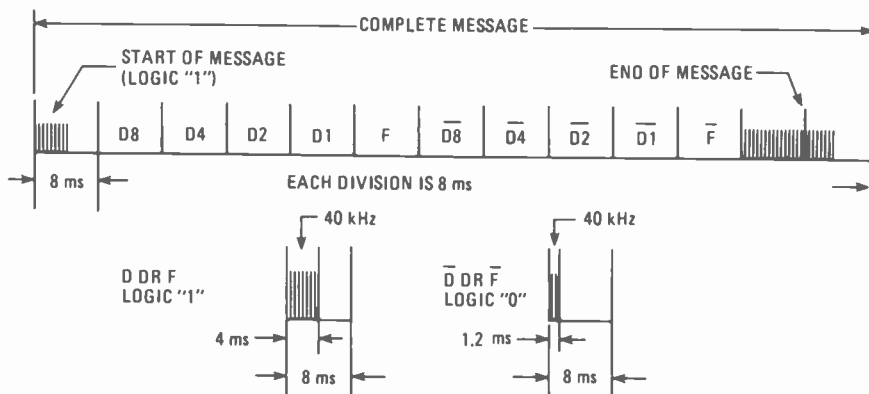 COMPLETE MESSAGE
START OF MESSAGE
(LOGIC "1")
END OF MESSAGE
D8 D4 D2 D1 F D̅8̅ D̅4̅ D̅2̅ D̅1̅ F̅
8 ms
EACH DIVISION IS 8 ms
40 kHz
40 kHz
D DR F
LOGIC "1"
D̅ DR F̅
LOGIC "0"
4 ms
1.2 ms
8 ms
8 ms